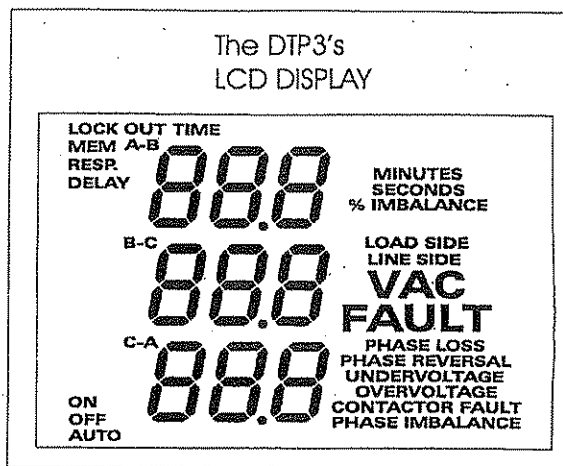 The DTP3's
LCD DISPLAY
LOCK OUT TIME
MEM A-B
RESP.
DELAY
88.8
MINUTES
SECONDS
% IMBALANCE
B-C
88.8
LOAD SIDE
LINE SIDE
VAC
FAULT
C-A
88.8
PHASE LOSS
PHASE REVERSAL
UNDERVOLTAGE
OVERVOLTAGE
CONTACTOR FAULT
PHASE IMBALANCE
ON
OFF
AUTO